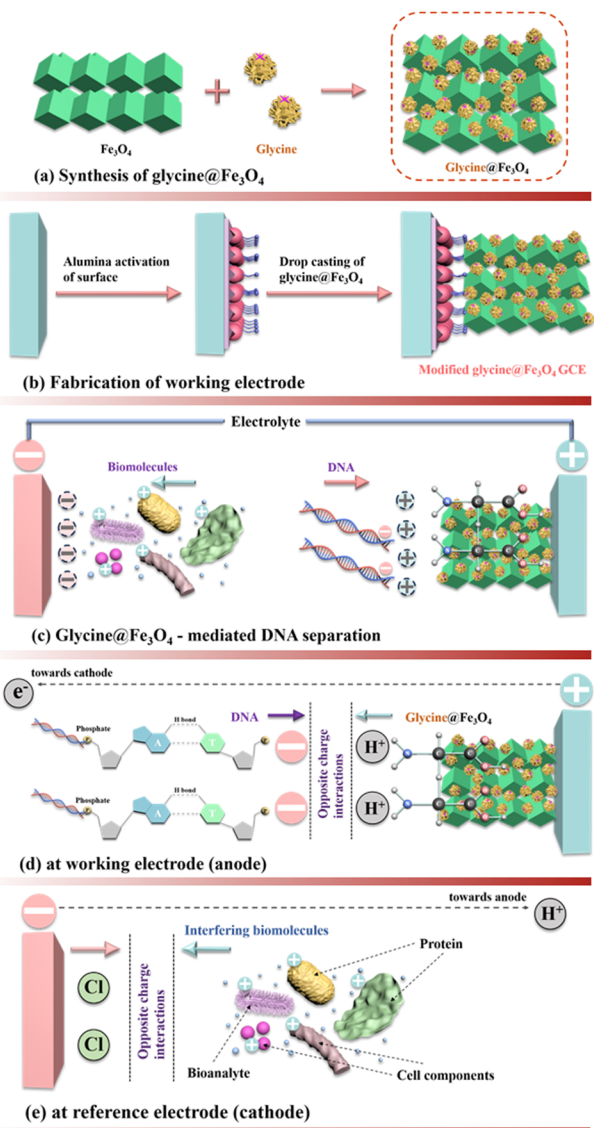 Fe₃O₄
Glycine
Glycine@Fe₃O₄
(a) Synthesis of glycine@Fe₃O₄
Alumina activation
of surface
Drop casting of
glycine@Fe₃O₄
Modified glycine@Fe₃O₄ GCE
(b) Fabrication of working electrode
Electrolyte
Biomolecules
DNA
C
C
C
C
(c) Glycine@Fe₃O₄ - mediated DNA separation
towards cathode
e⁻
DNA
Glycine@Fe₃O₄
Phosphate
H bond
A
T
P
P
H⁺
Opposite charge
interactions
Phosphate
H bond
A
T
P
P
H⁺
(d) at working electrode (anode)
towards anode
H⁺
Interfering biomolecules
Protein
Cl
Cl
Opposite charge
interactions
Bioanalyte
Cell components
(e) at reference electrode (cathode)